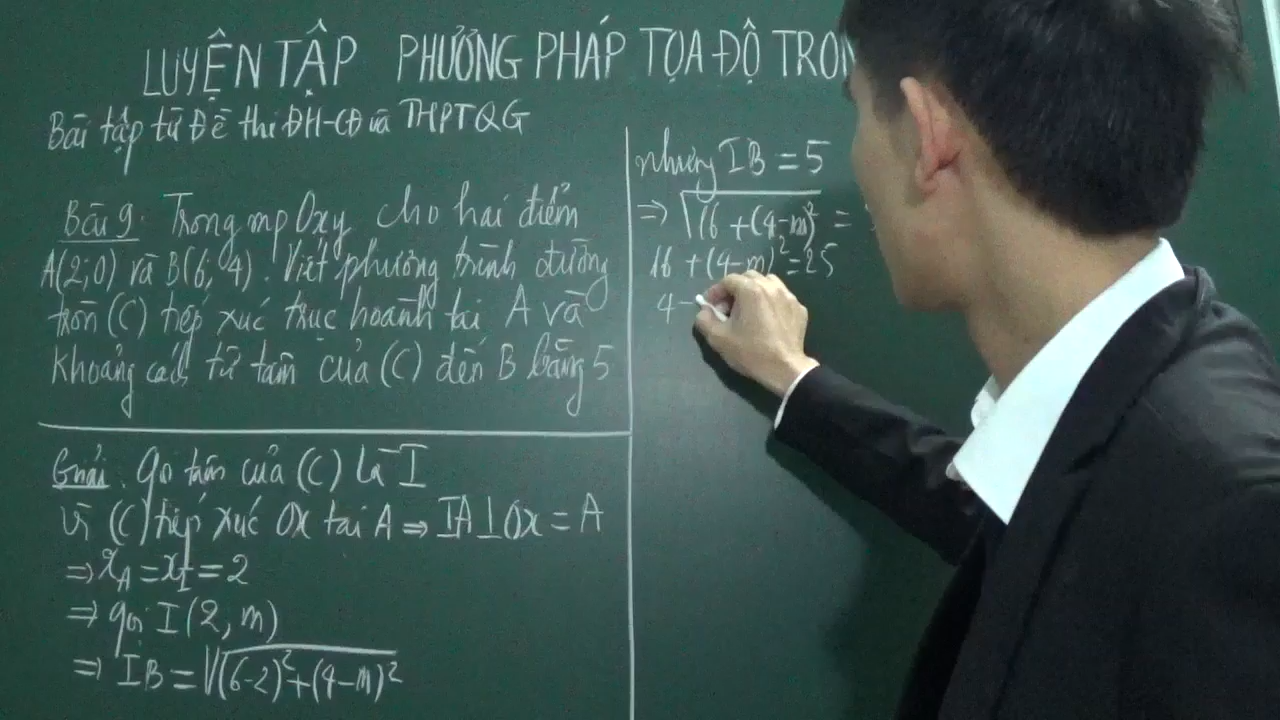 LUYỆN TẬP PHƯƠNG PHÁP TỌA ĐỘ TRON
Bài tập từ Đề thi ĐH-CĐ và THPTQG
Bài 9. Trong mp Oxy cho hai điểm
A(2;0) và B(6;4). Viết phương trình đường
tròn (C) tiếp xúc trục hoành tại A và
khoảng cách từ tâm của (C) đến B bằng 5
Giải. Gọi tâm của (C) là I
Vì (C) tiếp xúc Ox tại A ⇒ IA⊥Ox = A
⇒ x_A = x_I = 2
⇒ gọi I(2, m)
⇒ IB = √((6-2)²+(4-m)²)
nhưng IB = 5
⇒ √(16 + (4-m)²) =
16 + (4-m)² = 25
4 -